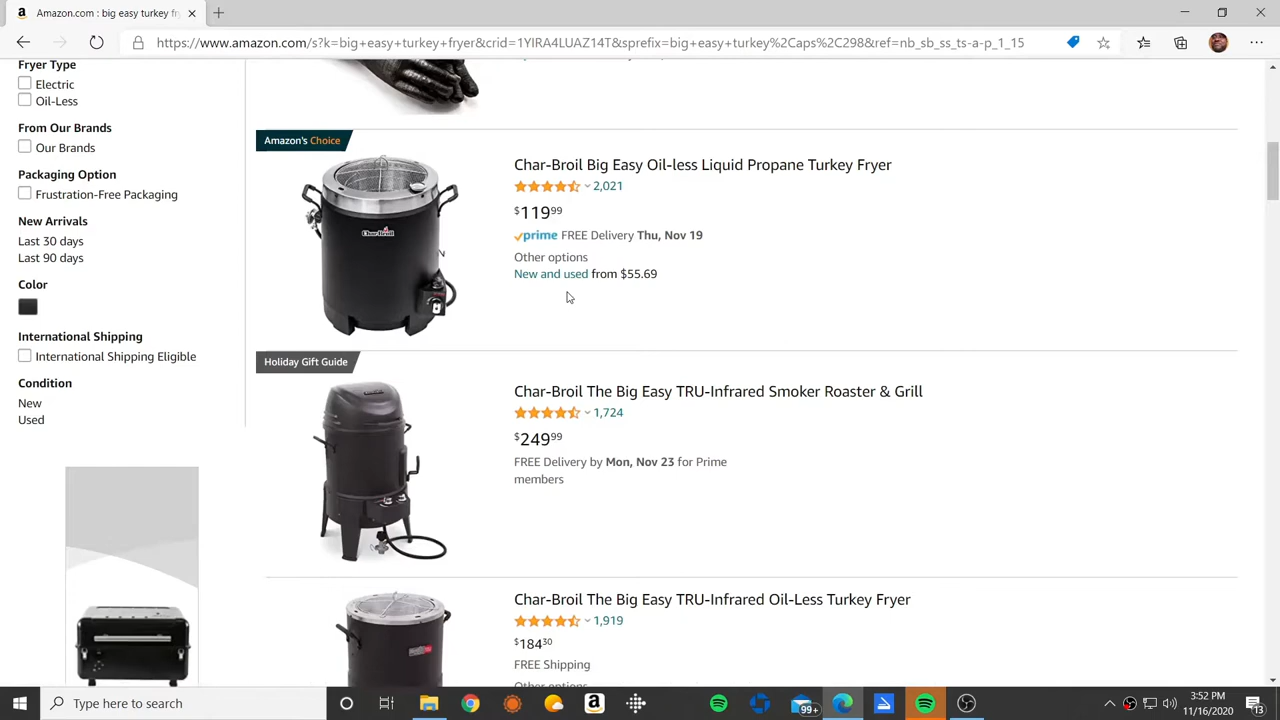 Amazon.com : big easy turkey fr
https://www.amazon.com/s?k=big+easy+turkey+fryer&crid=1YIRA4LUAZ14T&sprefix=big+easy+turkey%2Caps%2C298&ref=nb_sb_ss_ts-a-p_1_15
Fryer Type
Electric
Oil-Less
From Our Brands
Our Brands
Packaging Option
Frustration-Free Packaging
New Arrivals
Last 30 days
Last 90 days
Color
International Shipping
International Shipping Eligible
Condition
New
Used
Amazon's Choice
Char-Broil
Char-Broil Big Easy Oil-less Liquid Propane Turkey Fryer
2,021
$119 99
prime FREE Delivery Thu, Nov 19
Other options
New and used from $55.69
Holiday Gift Guide
Char-Broil The Big Easy TRU-Infrared Smoker Roaster & Grill
1,724
$249 99
FREE Delivery by Mon, Nov 23 for Prime
members
Char-Broil The Big Easy TRU-Infrared Oil-Less Turkey Fryer
1,919
$184 30
FREE Shipping
Other options
Type here to search
99+
3:52 PM
11/16/2020
13